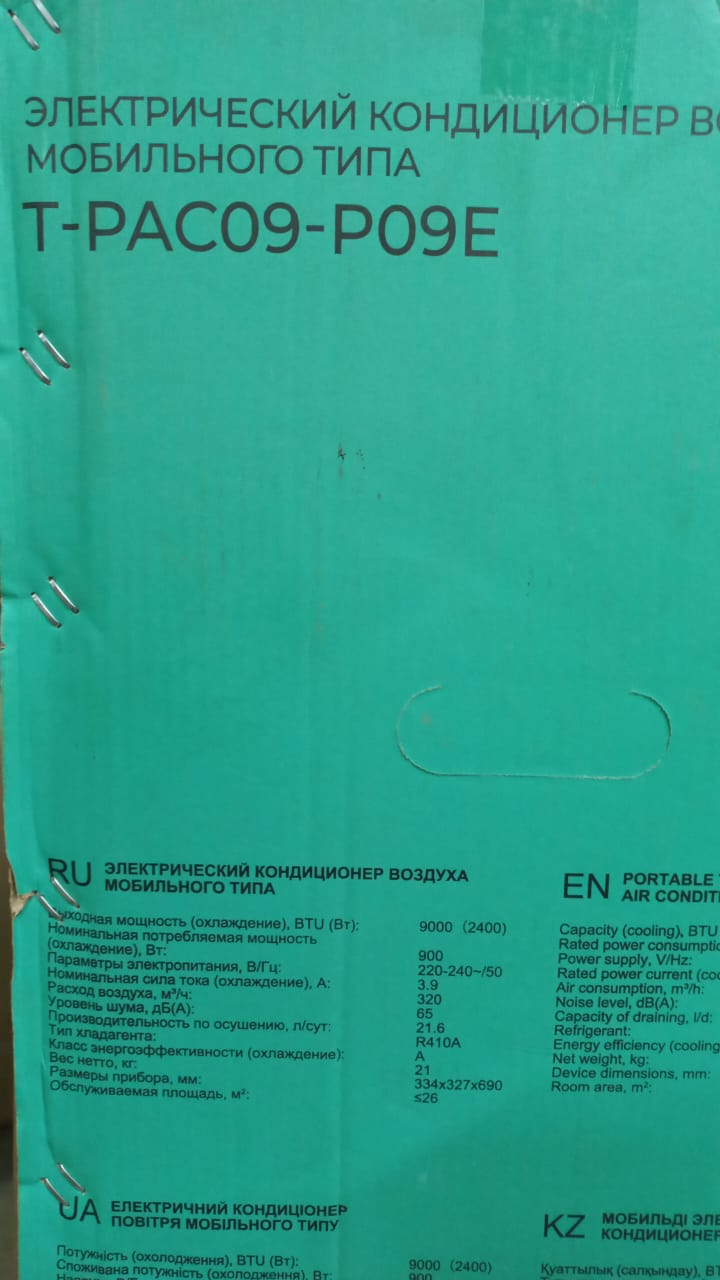 ЭЛЕКТРИЧЕСКИЙ КОНДИЦИОНЕР
МОБИЛЬНОГО ТИПА
T-PAC09-P09E
RU ЭЛЕКТРИЧЕСКИЙ КОНДИЦИОНЕР ВОЗДУХА
МОБИЛЬНОГО ТИПА
Выходная мощность (охлаждение), BTU (Вт): 9000 (2400)
Номинальная потребляемая мощность
(охлаждение), Вт: 900
Параметры электропитания, В/Гц: 220-240~/50
Номинальная сила тока (охлаждение), А: 3.9
Расход воздуха, м³/ч: 320
Уровень шума, дБ(А): 65
Производительность по осушению, л/сут: 21.6
Тип хладагента: R410A
Класс энергоэффективности (охлаждение): A
Вес нетто, кг: 21
Размеры прибора, мм: 334x327x690
Обслуживаемая площадь, м²: ≤26
EN PORTABLE
AIR
Capacity (cooling), BTU
Rated power
Power supply, V/Hz:
Rated power current
Air consumption, m³/h:
Noise level, dB(A):
Capacity of draining, l/d:
Refrigerant:
Energy efficiency (cooling
Net weight, kg:
Device dimensions, mm:
Room area, m²:
UA ЕЛЕКТРИЧНИЙ КОНДИЦІОНЕР
ПОВІТРЯ МОБІЛЬНОГО ТИПУ
Потужність (охолодження), BTU (Вт): 9000 (2400)
Споживана потужність (охолодження), Вт: 900
KZ МОБИЛЬДІ
КОНДИЦИОНЕР
Қуаттылық (салқындау),